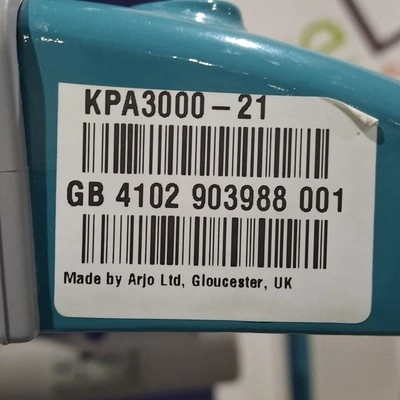 KPA3000-21
GB 4102 903988 001
Made by Arjo Ltd, Gloucester, UK